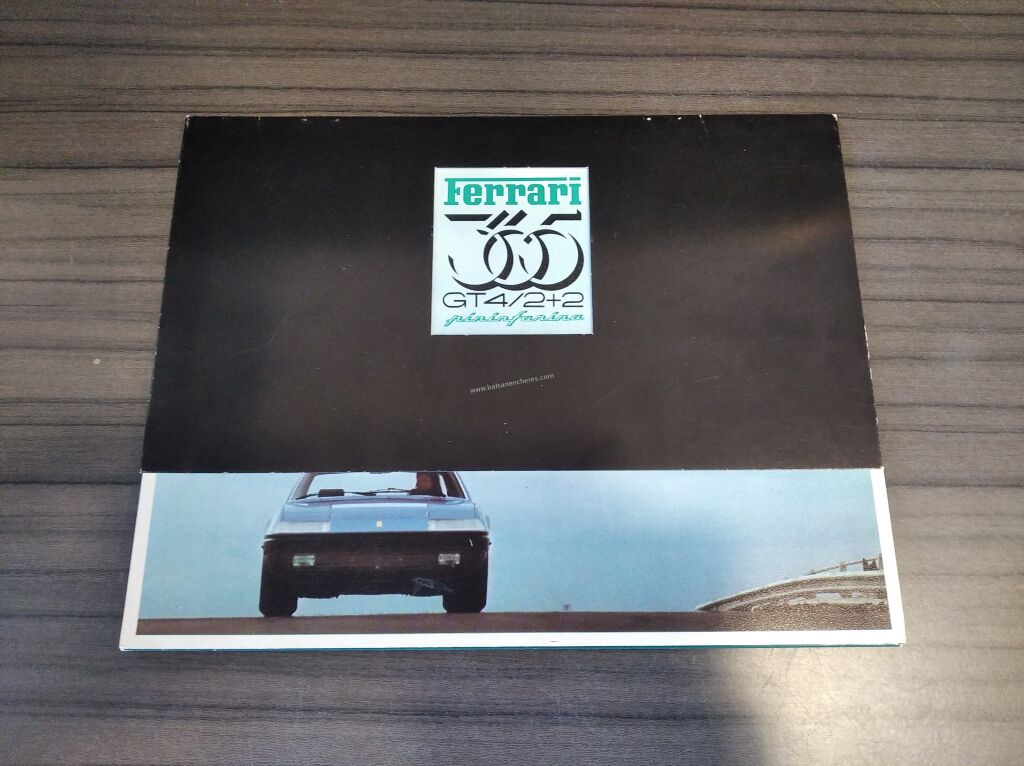 Ferrari
365
GT4/2+2
pininfarina
www.balsanencheres.com